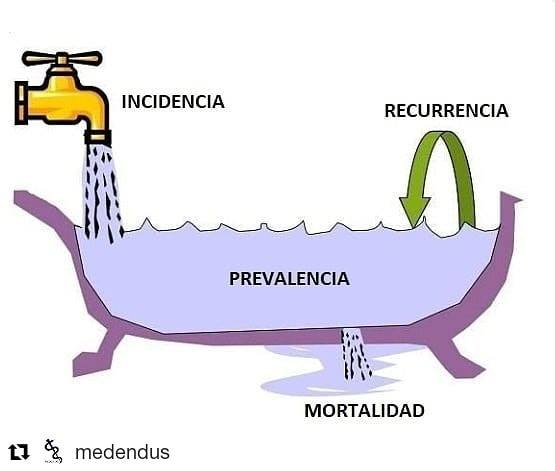 INCIDENCIA
RECURRENCIA
PREVALENCIA
MORTALIDAD
medendus